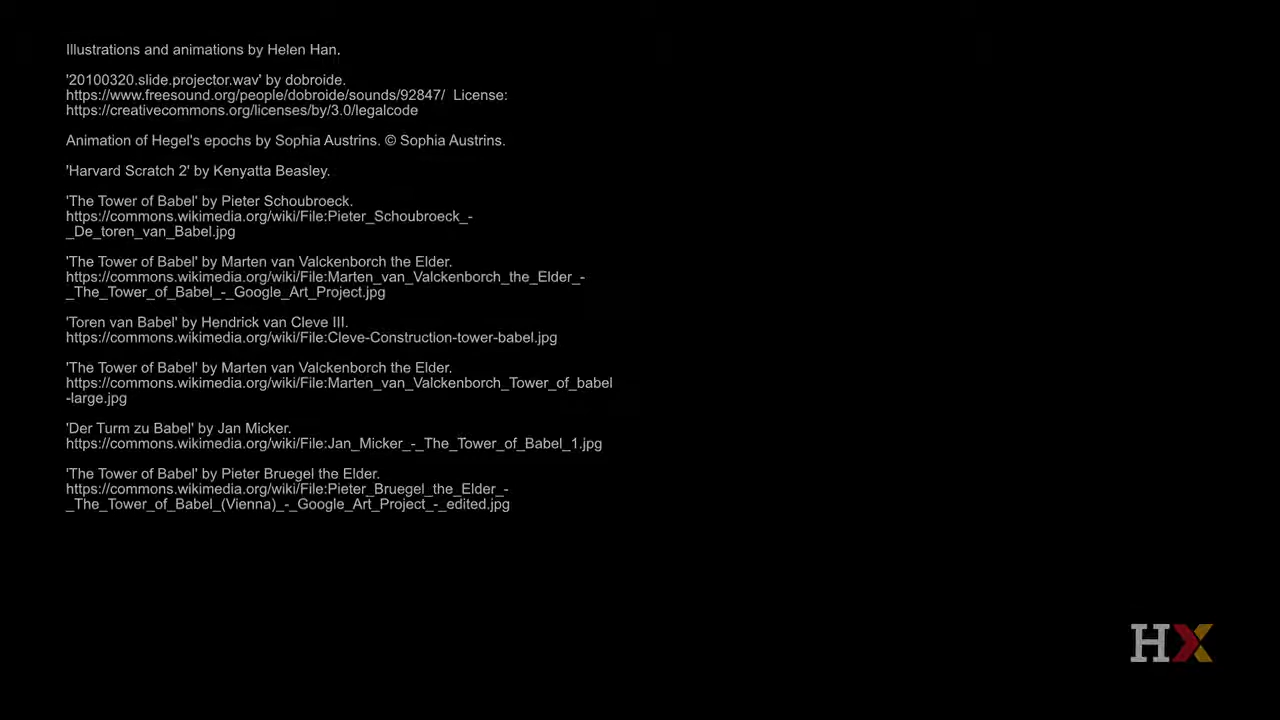 Illustrations and animations by Helen Han.
'20100320.slide.projector.wav' by dobroide.
https://www.freesound.org/people/dobroide/sounds/92847/  License:
https://creativecommons.org/licenses/by/3.0/legalcode
Animation of Hegel's epochs by Sophia Austrins. © Sophia Austrins.
'Harvard Scratch 2' by Kenyatta Beasley.
'The Tower of Babel' by Pieter Schoubroeck.
https://commons.wikimedia.org/wiki/File:Pieter_Schoubroeck_-
_De_toren_van_Babel.jpg
'The Tower of Babel' by Marten van Valckenborch the Elder.
https://commons.wikimedia.org/wiki/File:Marten_van_Valckenborch_the_Elder_-
_The_Tower_of_Babel_-_Google_Art_Project.jpg
'Toren van Babel' by Hendrick van Cleve III.
https://commons.wikimedia.org/wiki/File:Cleve-Construction-tower-babel.jpg
'The Tower of Babel' by Marten van Valckenborch the Elder.
https://commons.wikimedia.org/wiki/File:Marten_van_Valckenborch_Tower_of_babel
-large.jpg
'Der Turm zu Babel' by Jan Micker.
https://commons.wikimedia.org/wiki/File:Jan_Micker_-_The_Tower_of_Babel_1.jpg
'The Tower of Babel' by Pieter Bruegel the Elder.
https://commons.wikimedia.org/wiki/File:Pieter_Bruegel_the_Elder_-
_The_Tower_of_Babel_(Vienna)_-_Google_Art_Project_-_edited.jpg
HX